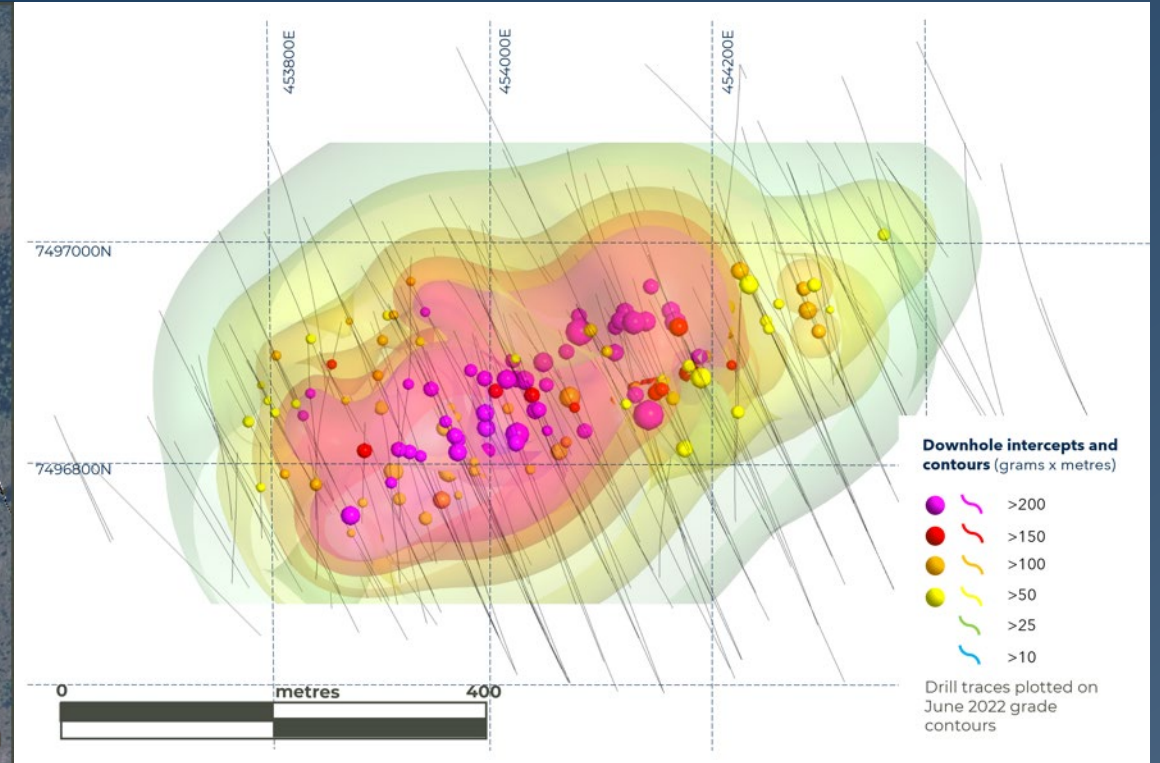 453800E
454000E
454200E
7497000N
7496800N
Downhole intercepts and
contours (grams x metres)
>200
>150
>100
>50
>25
>10
Drill traces plotted on
June 2022 grade
contours
0 metres 400